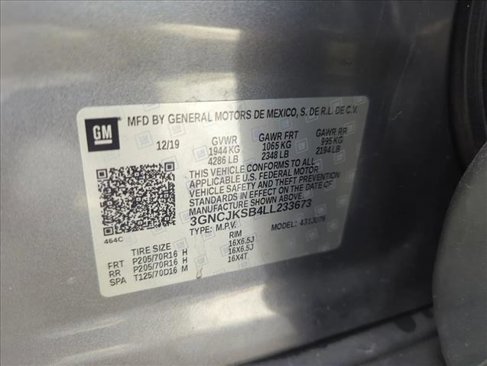 MFD BY GENERAL MOTORS DE MEXICO, S. DE R.L. DE C.V.
GM
12/19 GVWR GAWR FRT GAWR RR
1944 KG 1065 KG 995 KG
4286 LB 2348 LB 2194 LB
THIS VEHICLE CONFORMS TO ALL
APPLICABLE U.S. FEDERAL MOTOR
VEHICLE SAFETY AND THEFT PREVENTION
STANDARDS IN EFFECT ON THE DATE OF
MANUFACTURE SHOWN ABOVE.
3GNCJKSB4LL233673
TYPE: M.P.V. MODEL:
464C
TIRE SIZE RIM
FRT P205/70R16 H 16X6.5J
RR P205/70R16 H 16X6.5J
SPA T125/70D16 M 16X4T